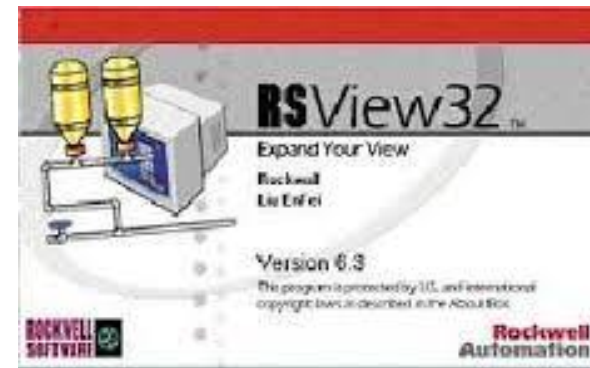 RSView32™
Expand Your View
Rockwell
Liu EnFei
Version 6.3
This program is protected by U.S. and international
copyright laws as described in the About Box
ROCKWELL
SOFTWARE
Rockwell
Automation